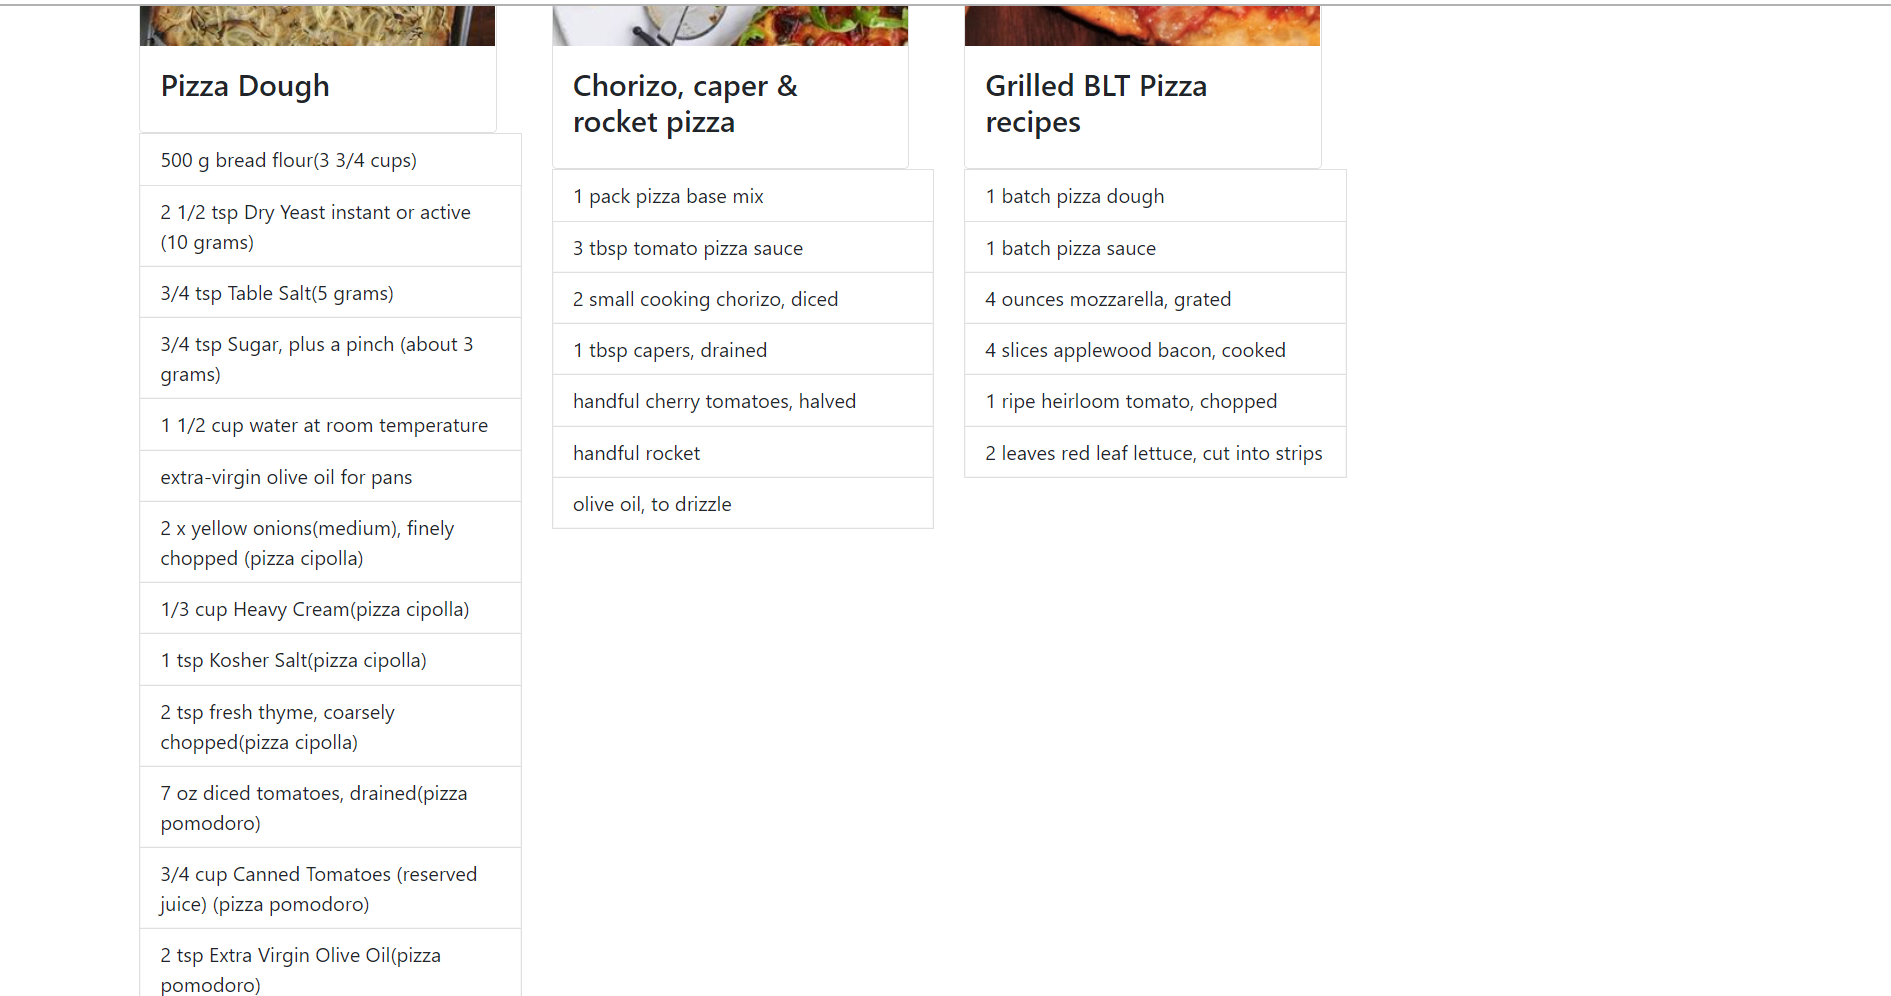 Pizza Dough
500 g bread flour(3 3/4 cups)
2 1/2 tsp Dry Yeast instant or active
(10 grams)
3/4 tsp Table Salt(5 grams)
3/4 tsp Sugar, plus a pinch (about 3
grams)
1 1/2 cup water at room temperature
extra-virgin olive oil for pans
2 x yellow onions(medium), finely
chopped (pizza cipolla)
1/3 cup Heavy Cream(pizza cipolla)
1 tsp Kosher Salt(pizza cipolla)
2 tsp fresh thyme, coarsely
chopped(pizza cipolla)
7 oz diced tomatoes, drained(pizza
pomodoro)
3/4 cup Canned Tomatoes (reserved
juice) (pizza pomodoro)
2 tsp Extra Virgin Olive Oil(pizza
pomodoro)
Chorizo, caper &
rocket pizza
1 pack pizza base mix
3 tbsp tomato pizza sauce
2 small cooking chorizo, diced
1 tbsp capers, drained
handful cherry tomatoes, halved
handful rocket
olive oil, to drizzle
Grilled BLT Pizza
recipes
1 batch pizza dough
1 batch pizza sauce
4 ounces mozzarella, grated
4 slices applewood bacon, cooked
1 ripe heirloom tomato, chopped
2 leaves red leaf lettuce, cut into strips